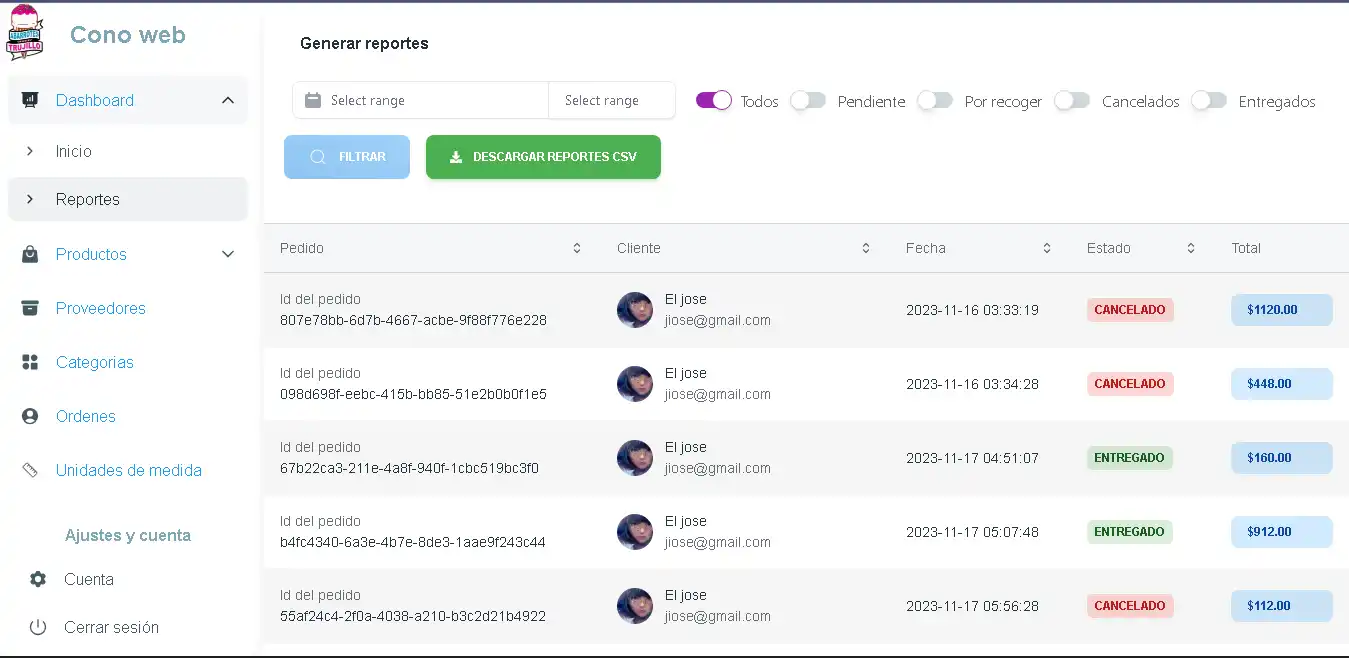 ABARROTES
TRUJILLO
Cono web
Dashboard
Inicio
Reportes
Productos
Proveedores
Categorias
Ordenes
Unidades de medida
Ajustes y cuenta
Cuenta
Cerrar sesión
Generar reportes
Select range Select range Todos Pendiente Por recoger Cancelados Entregados
FILTRAR DESCARGAR REPORTES CSV
Pedido Cliente Fecha Estado Total
Id del pedido El jose
807e78bb-6d7b-4667-acbe-9f88f776e228 jiose@gmail.com 2023-11-16 03:33:19 CANCELADO $1120.00
Id del pedido El jose
098d698f-eebc-415b-bb85-51e2b0b0f1e5 jiose@gmail.com 2023-11-16 03:34:28 CANCELADO $448.00
Id del pedido El jose
67b22ca3-211e-4a8f-940f-1cbc519bc3f0 jiose@gmail.com 2023-11-17 04:51:07 ENTREGADO $160.00
Id del pedido El jose
b4fc4340-6a3e-4b7e-8de3-1aae9f243c44 jiose@gmail.com 2023-11-17 05:07:48 ENTREGADO $912.00
Id del pedido El jose
55af24c4-2f0a-4038-a210-b3c2d21b4922 jiose@gmail.com 2023-11-17 05:56:28 CANCELADO $112.00